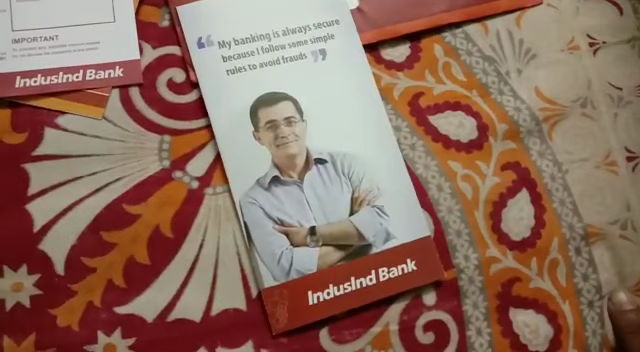 IMPORTANT
IndusInd Bank
“ My banking is always secure
because I follow some simple
rules to avoid frauds ”
IndusInd Bank